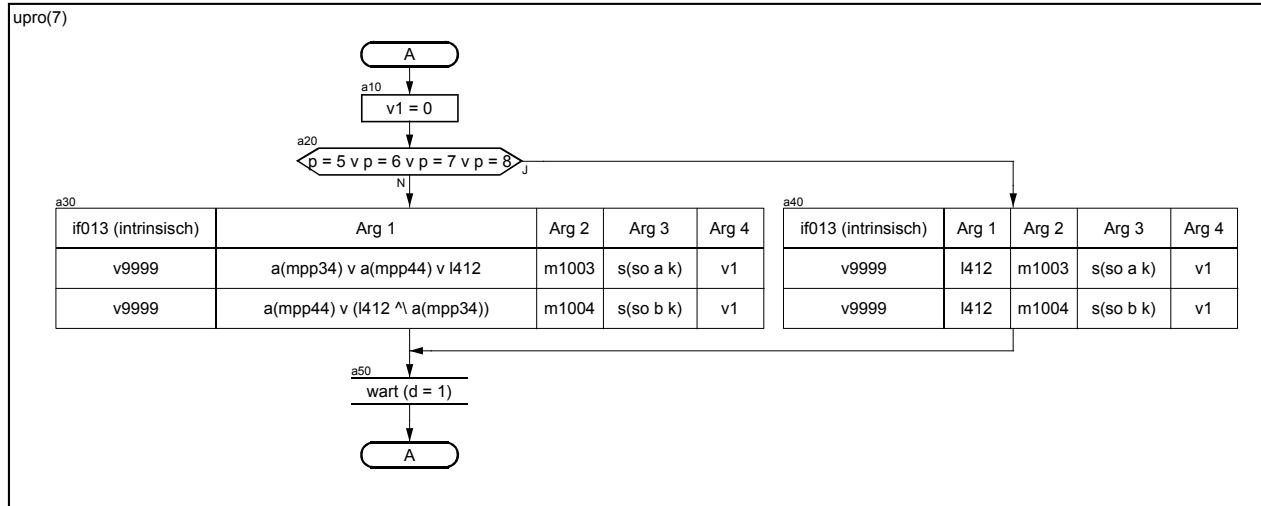 upro(7)
A
a10
v1 = 0
a20
p = 5 v p = 6 v p = 7 v p = 8
J
N
a30
if013 (intrinsisch) Arg 1 Arg 2 Arg 3 Arg 4
v9999 a(mpp34) v a(mpp44) v l412 m1003 s(so a k) v1
v9999 a(mpp44) v (l412 ^\ a(mpp34)) m1004 s(so b k) v1
a40
if013 (intrinsisch) Arg 1 Arg 2 Arg 3 Arg 4
v9999 l412 m1003 s(so a k) v1
v9999 l412 m1004 s(so b k) v1
a50
wart (d = 1)
A